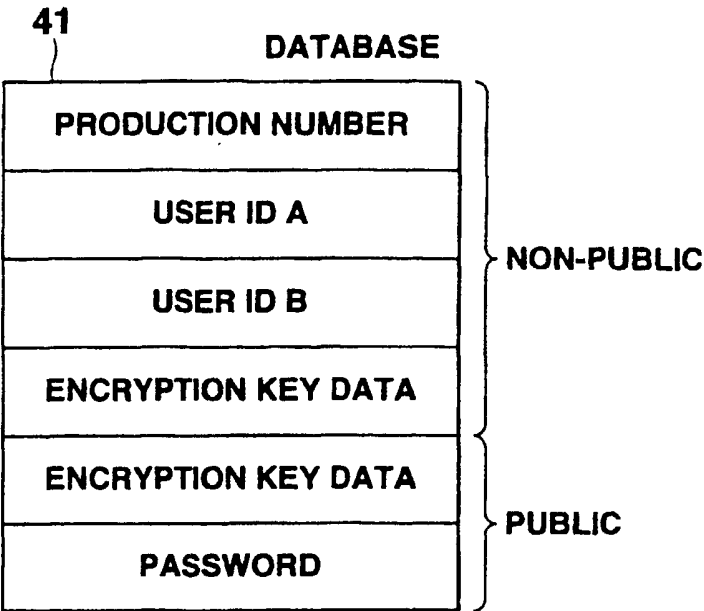 41
DATABASE
PRODUCTION NUMBER
USER ID A
USER ID B
NON-PUBLIC
ENCRYPTION KEY DATA
ENCRYPTION KEY DATA
PUBLIC
PASSWORD